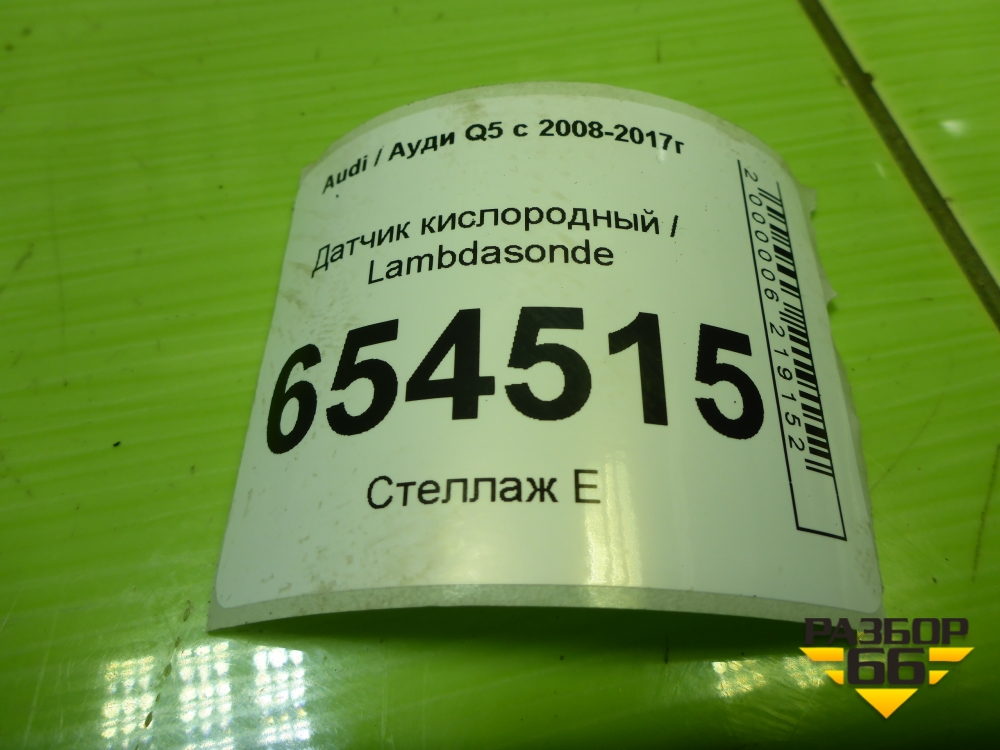 Audi / Ауди Q5 с 2008-2017г
Датчик кислородный /
Lambdasonde
654515
Стеллаж Е
2000006219152
РАЗБОР
66